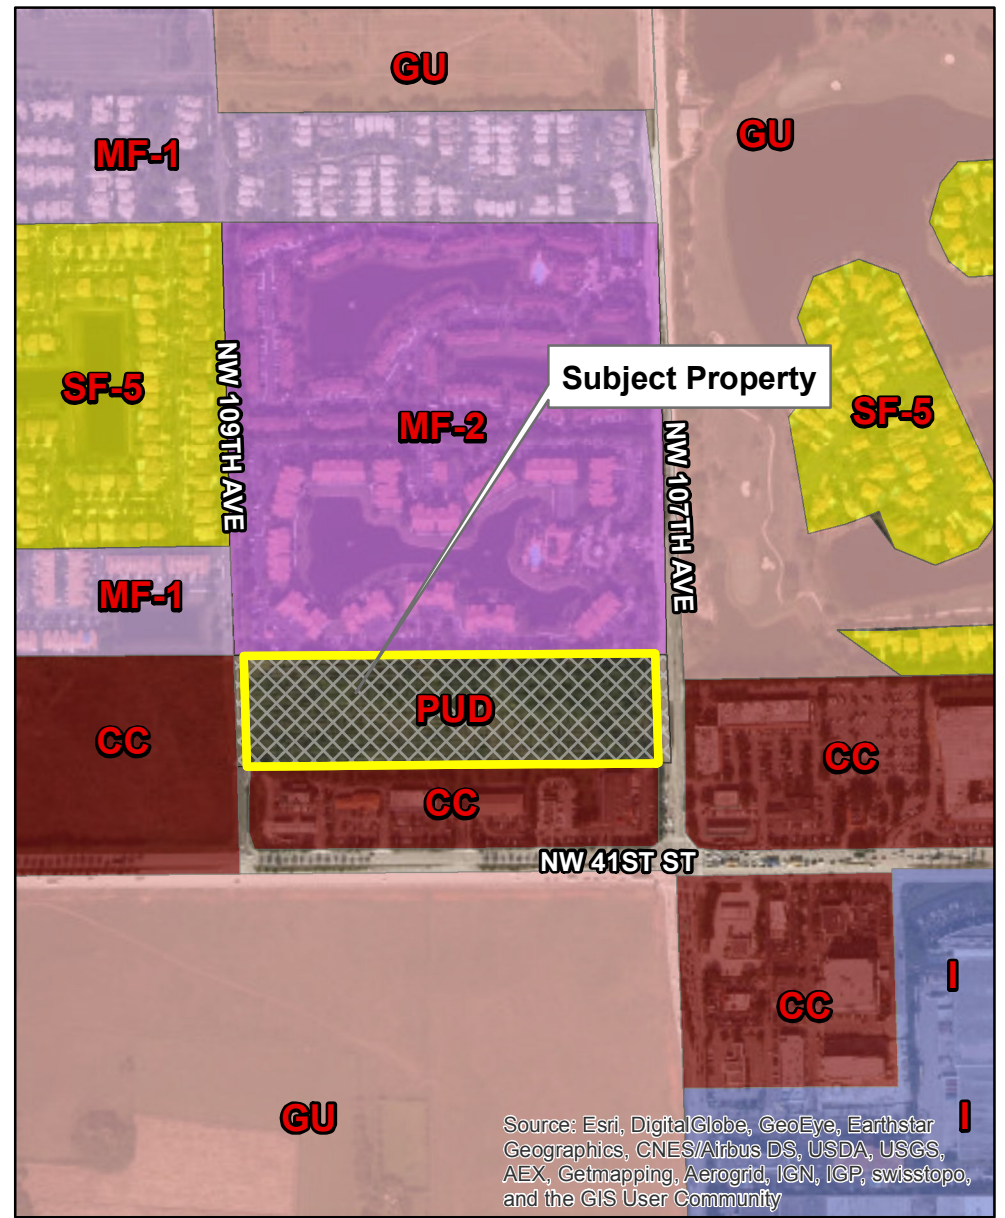 GU
GU
MF-1
NW 109TH AVE
Subject Property
SF-5
MF-2
SF-5
NW 107TH AVE
MF-1
PUD
CC
CC
CC
NW 41ST ST
I
CC
GU
I
Source: Esri, DigitalGlobe, GeoEye, Earthstar
Geographics, CNES/Airbus DS, USDA, USGS,
AEX, Getmapping, Aerogrid, IGN, IGP, swisstopo,
and the GIS User Community